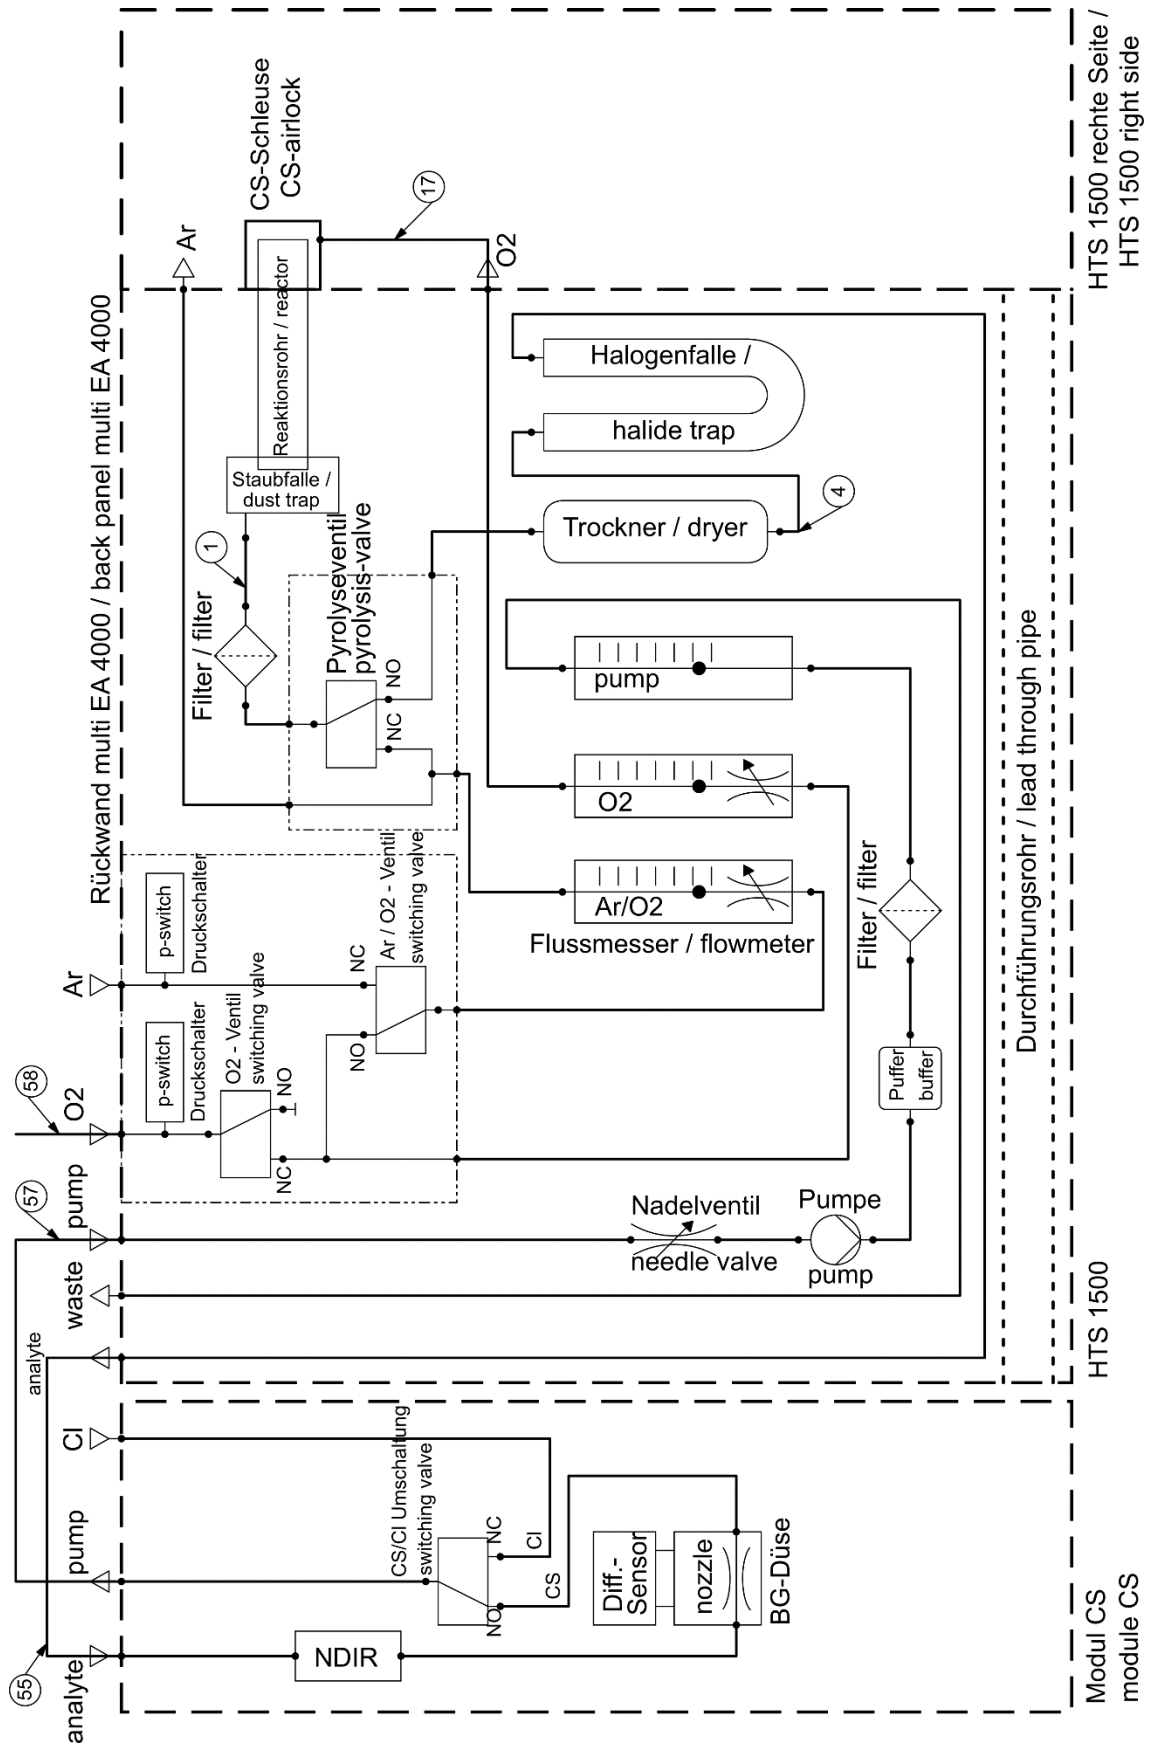 HTS 1500 rechte Seite /
HTS 1500 right side
CS-Schleuse
CS-airlock
17
Ar
O2
Rückwand multi EA 4000 / back panel multi EA 4000
Reaktionsrohr / reactor
Staubfalle /
dust trap
Halogenfalle /
halide trap
1
4
Filter / filter
Pyrolyseventil
pyrolysis-valve
NO
NC
Trockner / dryer
pump
O2
Ar/O2
Flussmesser / flowmeter
Durchführungsrohr / lead through pipe
Ar
p-switch
Druckschalter
Ar / O2 - Ventil
switching valve
NC
NO
58
O2
p-switch
Druckschalter
O2 - Ventil
switching valve
NO
NC
Filter / filter
Puffer
buffer
57
pump
Nadelventil
needle valve
Pumpe
pump
waste
analyte
HTS 1500
CI
pump
CS/CI Umschaltung
switching valve
NC
NO
CI
CS
Diff.-
Sensor
nozzle
BG-Düse
NDIR
55
analyte
Modul CS
module CS